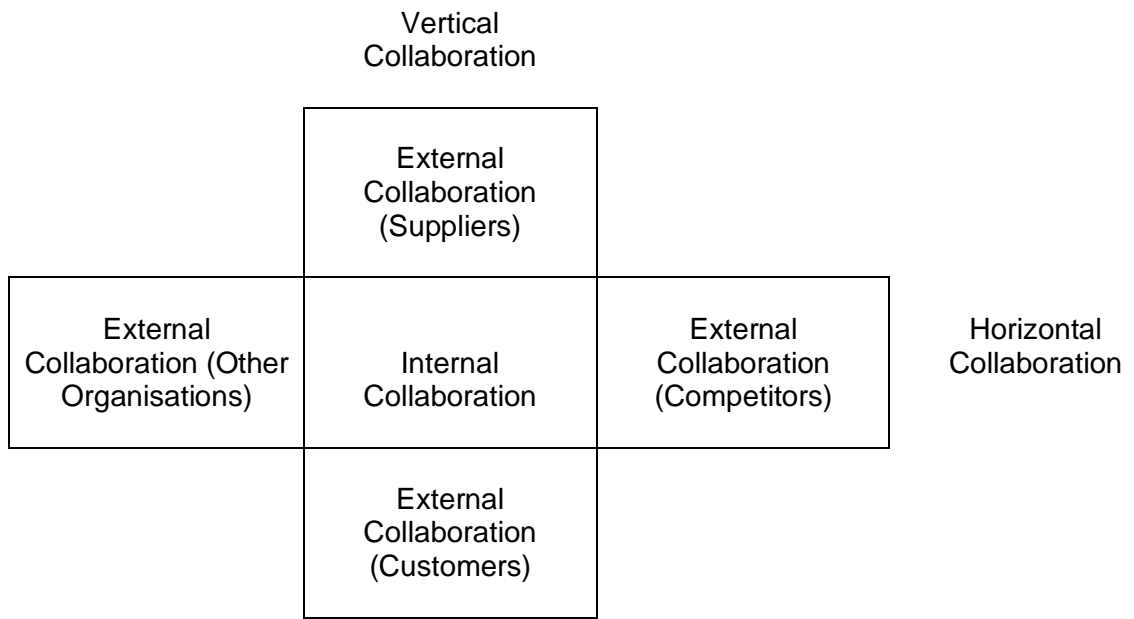 Vertical
Collaboration
External
Collaboration
(Suppliers)
External
Collaboration (Other
Organisations)
Internal
Collaboration
External
Collaboration
(Competitors)
Horizontal
Collaboration
External
Collaboration
(Customers)